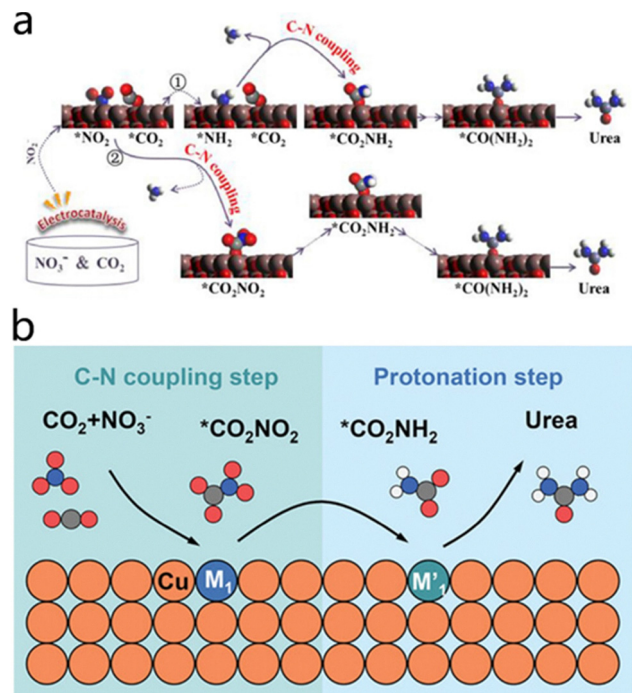 a
C-N coupling
①
*NO₂ *CO₂ *NH₂ *CO₂ *CO₂NH₂ *CO(NH₂)₂ Urea
NO₂⁻
②
C-N coupling
Electrocatalysis
*CO₂NH₂
NO₃⁻ & CO₂
*CO₂NO₂ *CO(NH₂)₂ Urea
b
C-N coupling step Protonation step
CO₂+NO₃⁻ *CO₂NO₂ *CO₂NH₂ Urea
Cu M₁ M'₁